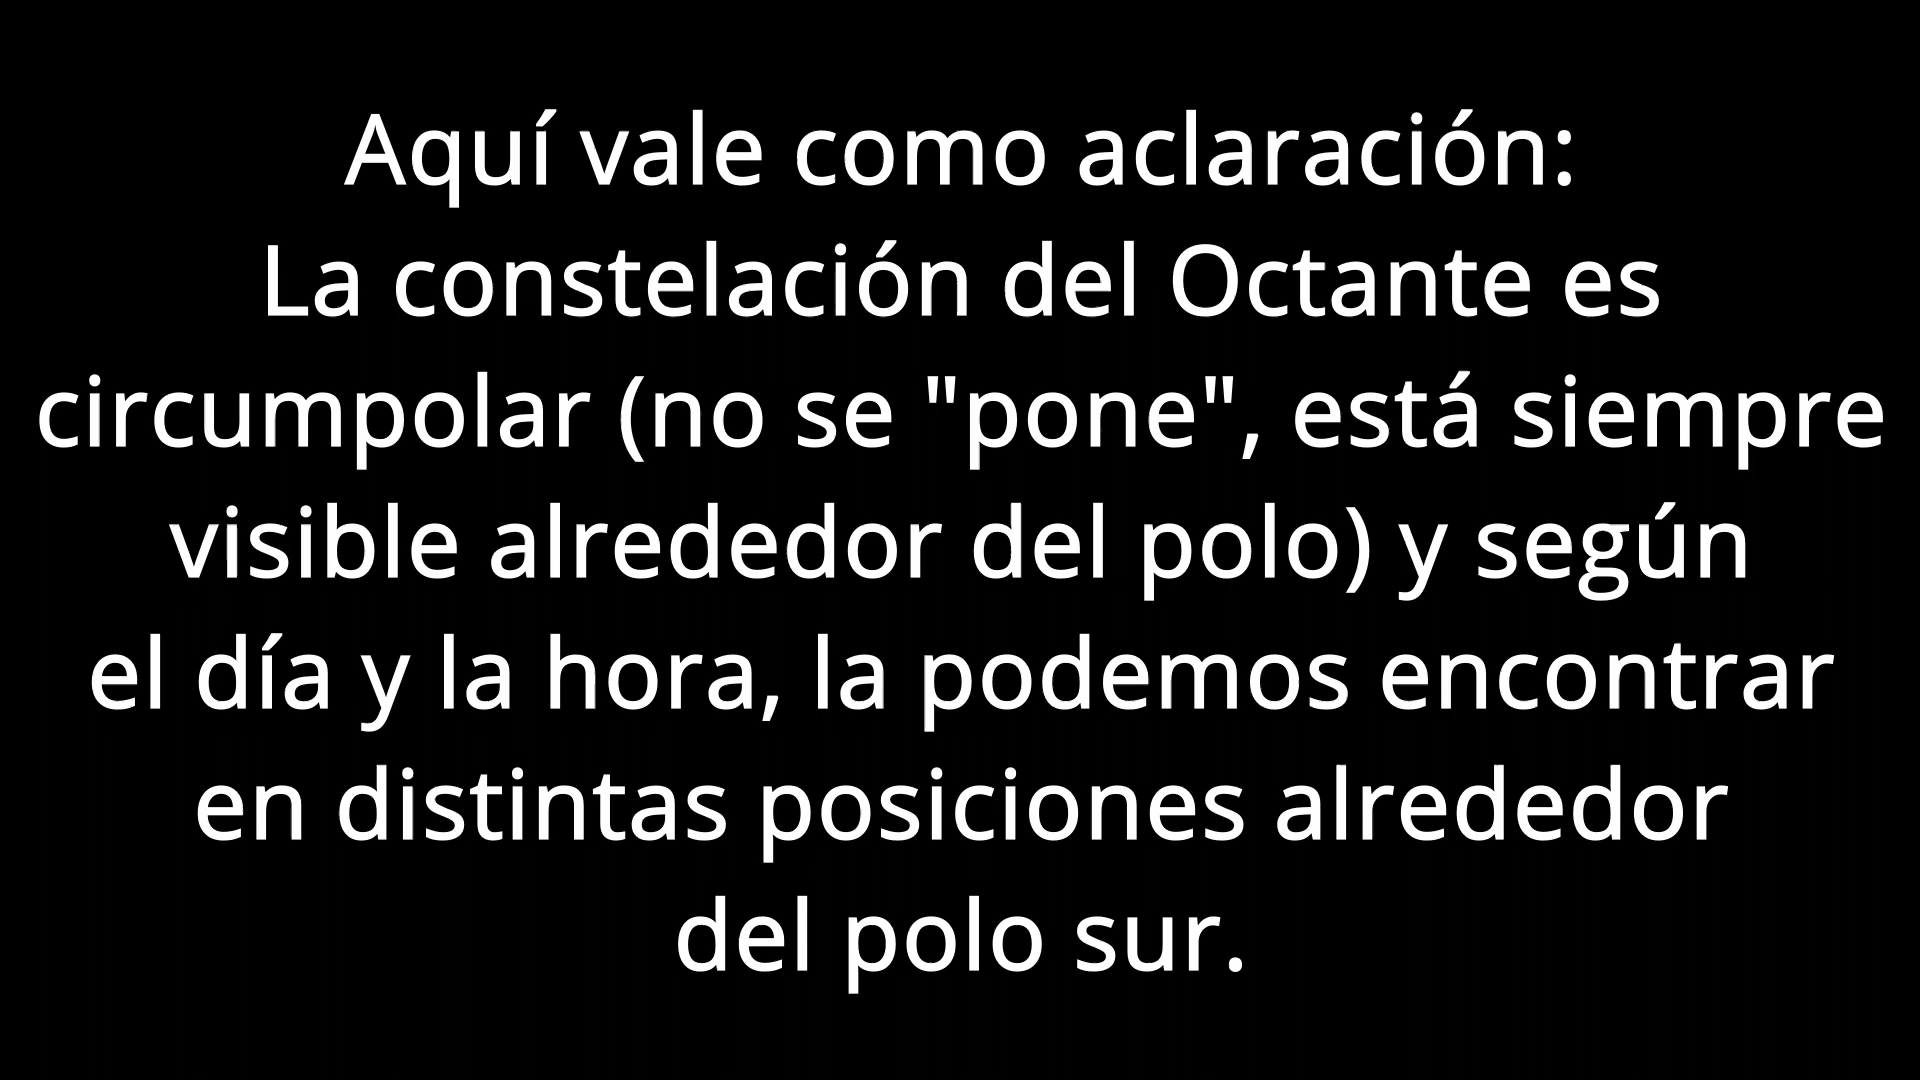 Aquí vale como aclaración:
La constelación del Octante es
circumpolar (no se "pone", está siempre
visible alrededor del polo) y según
el día y la hora, la podemos encontrar
en distintas posiciones alrededor
del polo sur.